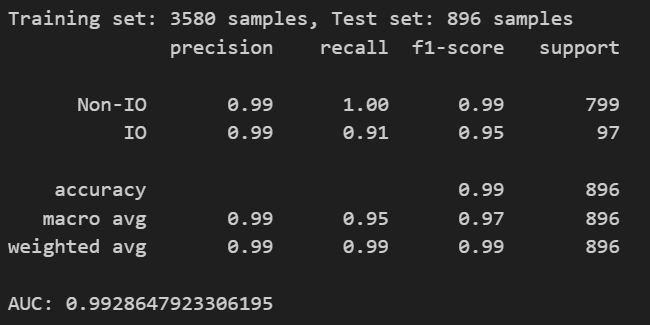 Training set: 3580 samples, Test set: 896 samples
precision recall f1-score support
Non-IO 0.99 1.00 0.99 799
IO 0.99 0.91 0.95 97
accuracy 0.99 896
macro avg 0.99 0.95 0.97 896
weighted avg 0.99 0.99 0.99 896
AUC: 0.9928647923306195